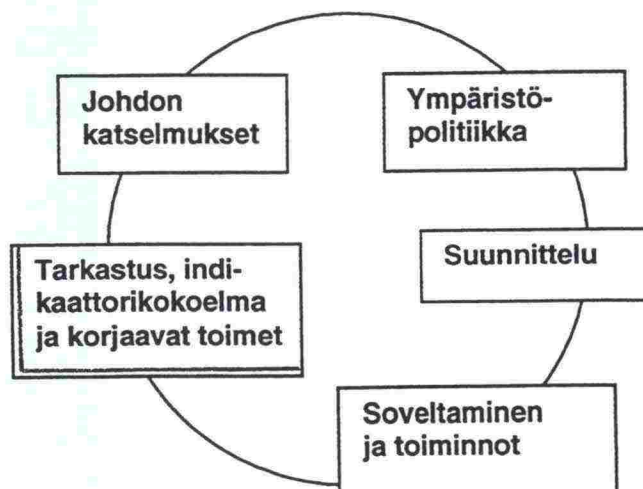 Johdon
katselmukset
Ympäristö-
politiikka
Tarkastus, indi-
kaattorikokoelma
ja korjaavat toimet
Suunnittelu
Soveltaminen
ja toiminnot